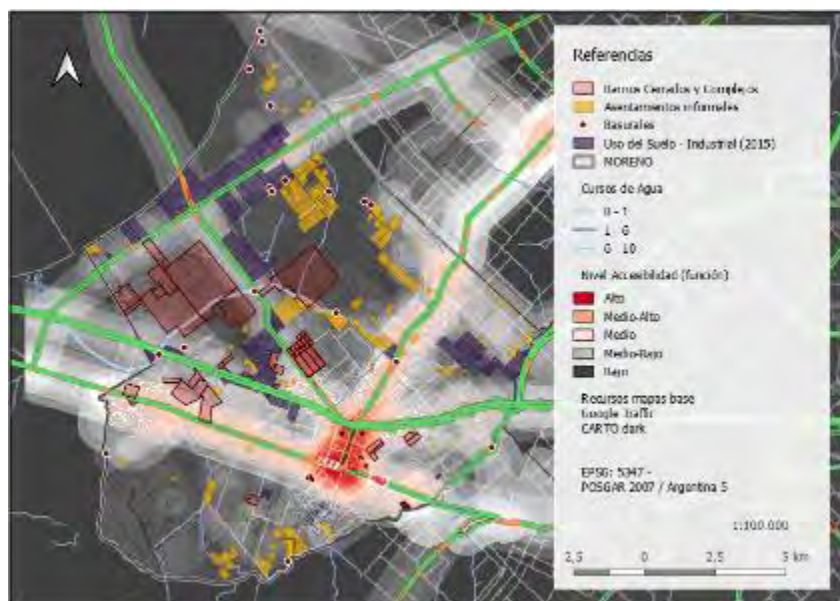 Referencias
Barrios Cerrados y Complejos
Asentamientos informales
Basurales
Uso del Suelo - Industrial (2015)
MORENO
Cursos de Agua
0 - 1
1 - 6
6 - 10
Nivel Accesibilidad (función)
Alto
Medio-Alto
Medio
Medio-Bajo
Bajo
Recursos mapas base
Google Traffic
CARTO dark
EPSG: 5347 -
POSGAR 2007 / Argentina 5
1:100.000
2,5 0 2,5 5 km